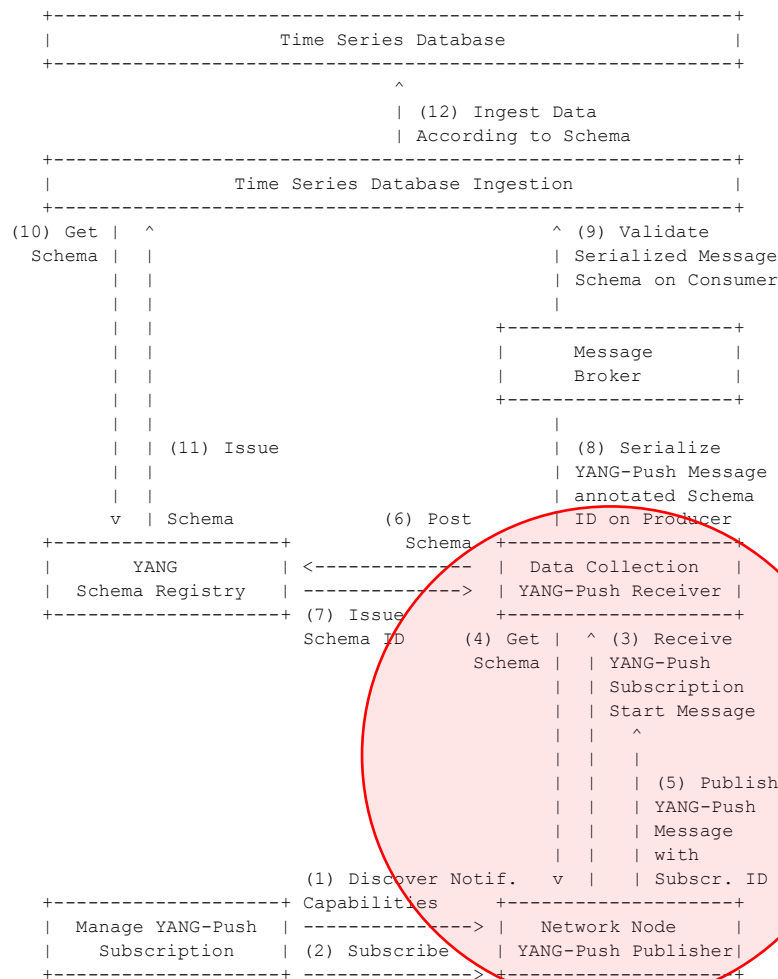 Time Series Database
(12) Ingest Data
According to Schema
Time Series Database Ingestion
(10) Get
Schema
(9) Validate
Serialized Message
Schema on Consumer
Message
Broker
(11) Issue
Schema
(8) Serialize
YANG-Push Message
annotated Schema
ID on Producer
(6) Post
Schema
YANG
Schema Registry
Data Collection
YANG-Push Receiver
(7) Issue
Schema ID
(4) Get
Schema
(3) Receive
YANG-Push
Subscription
Start Message
(5) Publish
YANG-Push
Message
with
Subscr. ID
(1) Discover Notif.
Capabilities
Manage YANG-Push
Subscription
(2) Subscribe
Network Node
YANG-Push Publisher